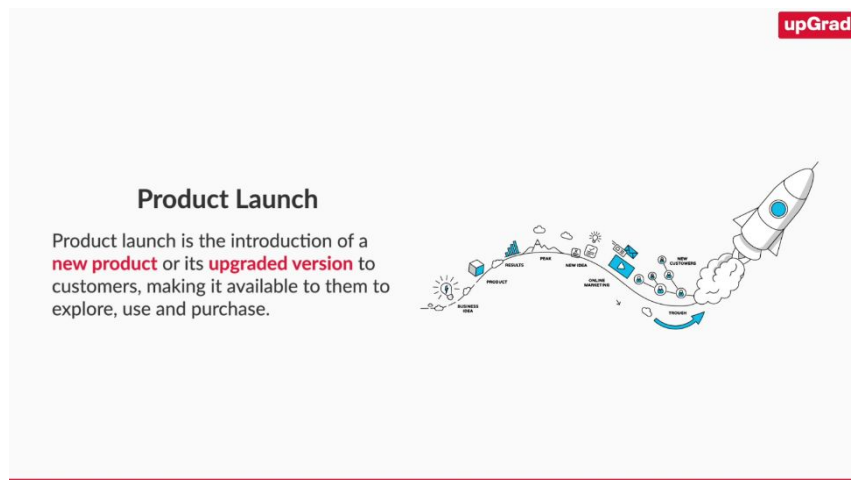 upGrad
Product Launch
Product launch is the introduction of a
new product or its upgraded version to
customers, making it available to them to
explore, use and purchase.
BUSINESS
IDEA
PRODUCT
RESULTS
PEAK
NEW IDEA
ONLINE
MARKETING
NEW
CUSTOMERS
TROUGH